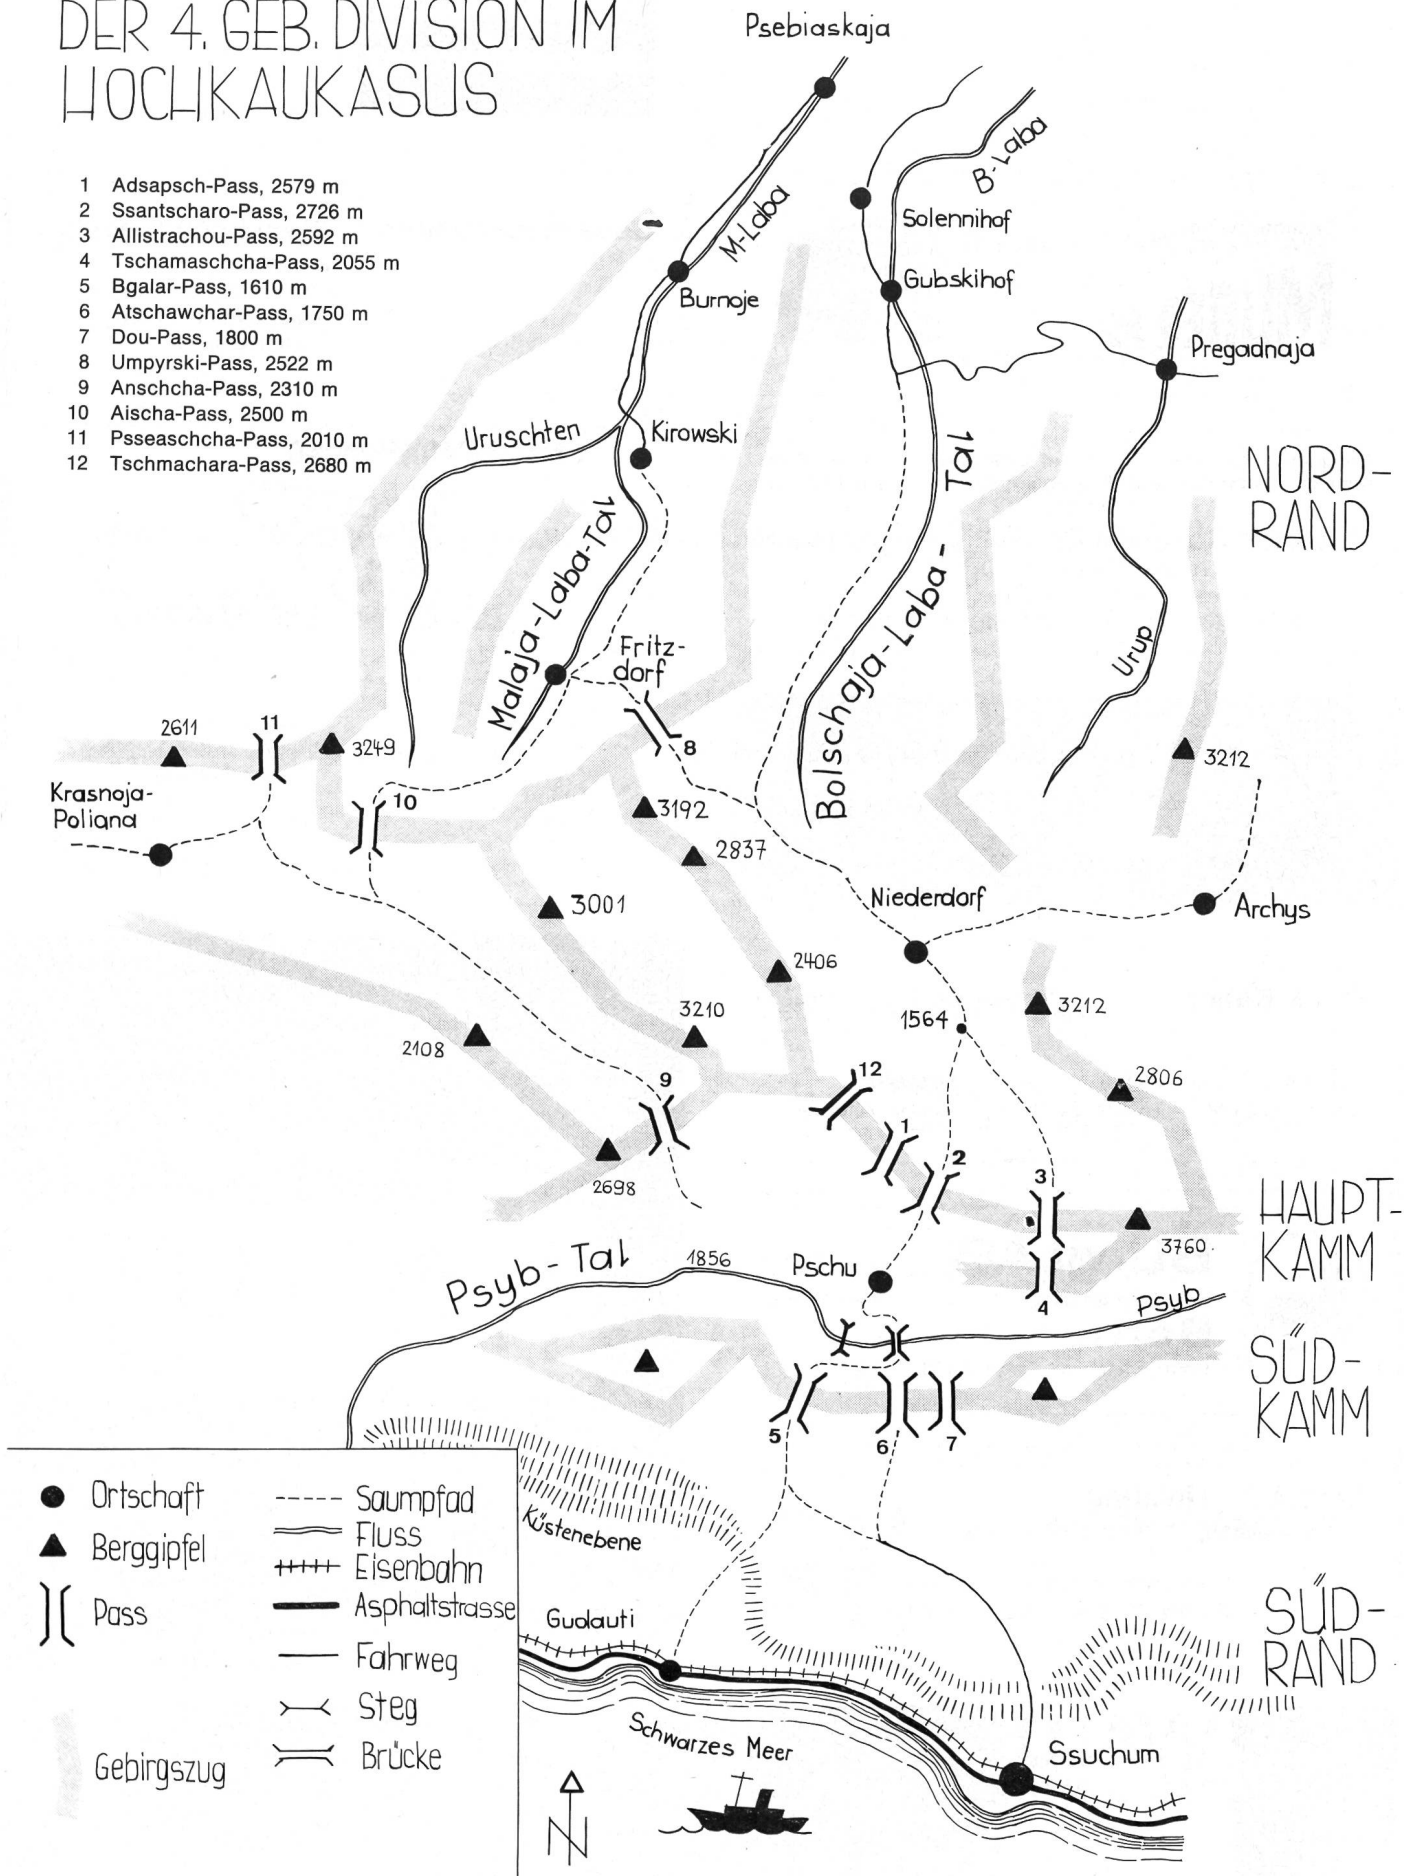 DER 4. GEB. DIVISION IM
HOCHKAUKASUS
1 Adsapsch-Pass, 2579 m
2 Ssantscharo-Pass, 2726 m
3 Allistrachou-Pass, 2592 m
4 Tschamaschcha-Pass, 2055 m
5 Bgalar-Pass, 1610 m
6 Atschawchar-Pass, 1750 m
7 Dou-Pass, 1800 m
8 Umpyrski-Pass, 2522 m
9 Anschcha-Pass, 2310 m
10 Aischa-Pass, 2500 m
11 Psseaschcha-Pass, 2010 m
12 Tschmachara-Pass, 2680 m
Psebiaskaja
B-Laba
M-Laba
Solennihof
Gubskihof
Burnoje
Pregadnaja
Uruschten
Kirowski
NORD-
RAND
Malaja-Laba-Tal
Bolschaja-Laba-Tal
Fritz-
dorf
Urup
2611
11
3249
8
3212
Krasnoja-
Poliana
10
3192
2837
3001
Niederdorf
Archys
2406
3210
1564
3212
2108
9
12
2806
1
2
3
2698
HAUPT-
KAMM
3760
Psyb-Tal
1856
Pschu
4
Psyb
SÜD-
KAMM
5
6
7
Küstenebene
Gudauti
SÜD-
RAND
Schwarzes Meer
Ssuchum
N
Ortschaft
Berggipfel
Pass
Gebirgszug
Saumpfad
Fluss
Eisenbahn
Asphaltstrasse
Fahrweg
Steg
Brücke